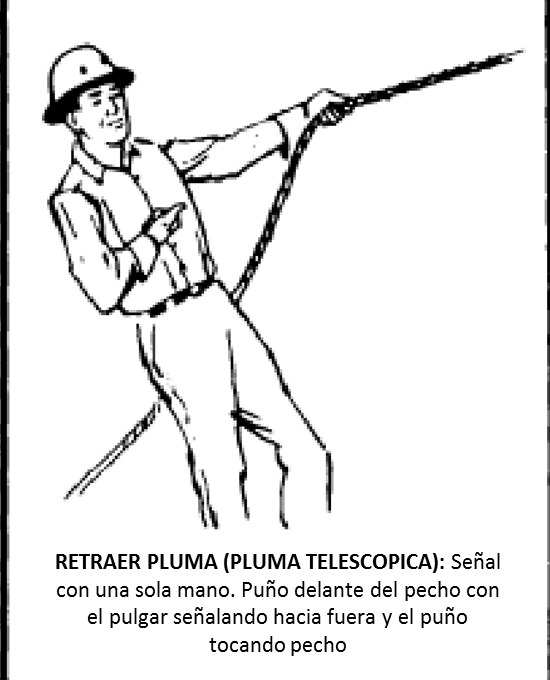 RETRAER PLUMA (PLUMA TELESCOPICA): Señal
con una sola mano. Puño delante del pecho con
el pulgar señalando hacia fuera y el puño
tocando pecho